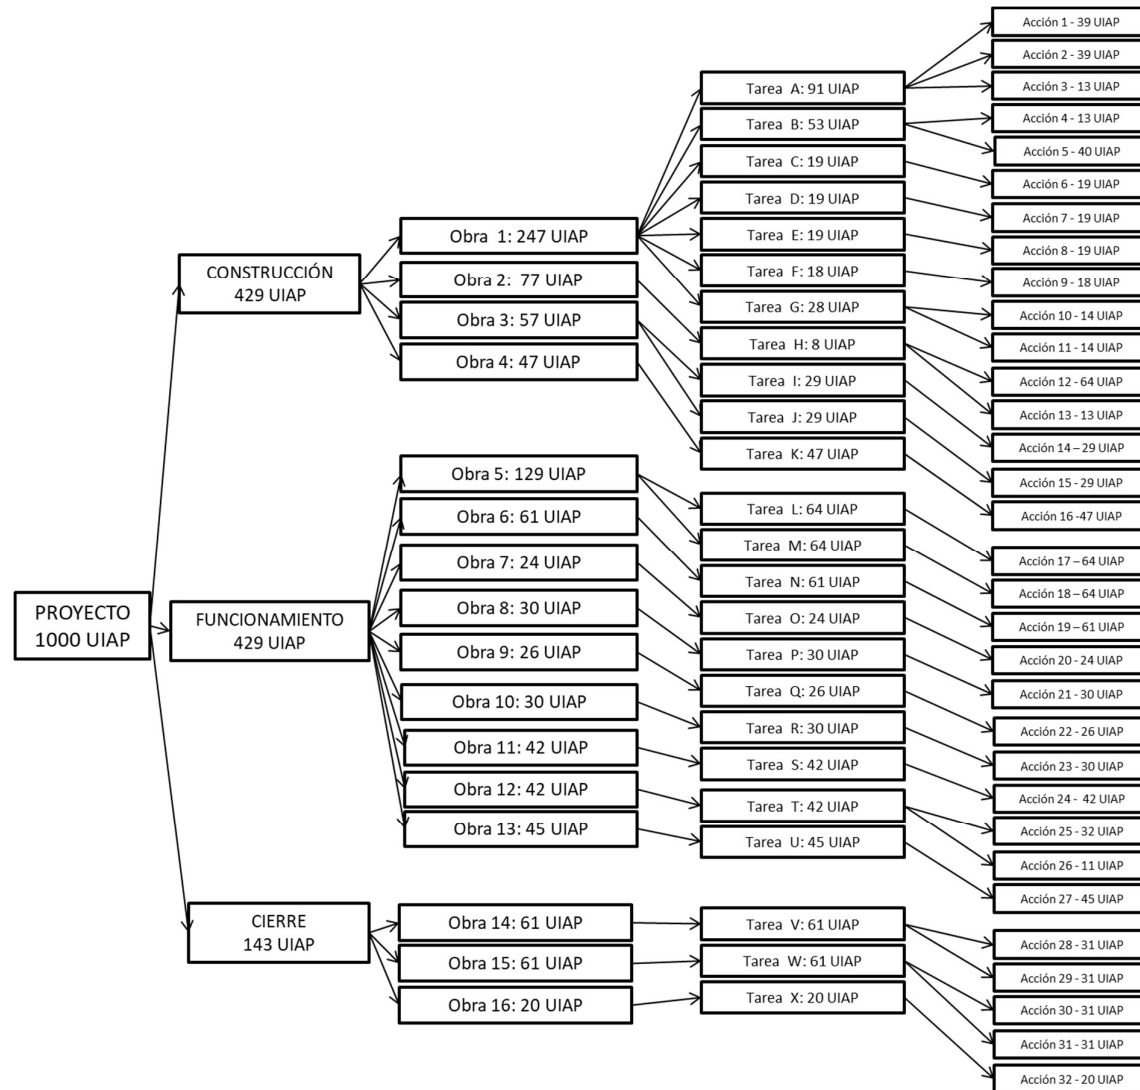 PROYECTO
1000 UIAP
CONSTRUCCIÓN
429 UIAP
FUNCIONAMIENTO
429 UIAP
CIERRE
143 UIAP
Obra 1: 247 UIAP
Obra 2: 77 UIAP
Obra 3: 57 UIAP
Obra 4: 47 UIAP
Obra 5: 129 UIAP
Obra 6: 61 UIAP
Obra 7: 24 UIAP
Obra 8: 30 UIAP
Obra 9: 26 UIAP
Obra 10: 30 UIAP
Obra 11: 42 UIAP
Obra 12: 42 UIAP
Obra 13: 45 UIAP
Obra 14: 61 UIAP
Obra 15: 61 UIAP
Obra 16: 20 UIAP
Tarea A: 91 UIAP
Tarea B: 53 UIAP
Tarea C: 19 UIAP
Tarea D: 19 UIAP
Tarea E: 19 UIAP
Tarea F: 18 UIAP
Tarea G: 28 UIAP
Tarea H: 8 UIAP
Tarea I: 29 UIAP
Tarea J: 29 UIAP
Tarea K: 47 UIAP
Tarea L: 64 UIAP
Tarea M: 64 UIAP
Tarea N: 61 UIAP
Tarea O: 24 UIAP
Tarea P: 30 UIAP
Tarea Q: 26 UIAP
Tarea R: 30 UIAP
Tarea S: 42 UIAP
Tarea T: 42 UIAP
Tarea U: 45 UIAP
Tarea V: 61 UIAP
Tarea W: 61 UIAP
Tarea X: 20 UIAP
Acción 1 - 39 UIAP
Acción 2 - 39 UIAP
Acción 3 - 13 UIAP
Acción 4 - 13 UIAP
Acción 5 - 40 UIAP
Acción 6 - 19 UIAP
Acción 7 - 19 UIAP
Acción 8 - 19 UIAP
Acción 9 - 18 UIAP
Acción 10 - 14 UIAP
Acción 11 - 14 UIAP
Acción 12 - 64 UIAP
Acción 13 - 13 UIAP
Acción 14 – 29 UIAP
Acción 15 - 29 UIAP
Acción 16 -47 UIAP
Acción 17 – 64 UIAP
Acción 18 – 64 UIAP
Acción 19 – 61 UIAP
Acción 20 - 24 UIAP
Acción 21 - 30 UIAP
Acción 22 - 26 UIAP
Acción 23 - 30 UIAP
Acción 24 - 42 UIAP
Acción 25 - 32 UIAP
Acción 26 - 11 UIAP
Acción 27 - 45 UIAP
Acción 28 - 31 UIAP
Acción 29 - 31 UIAP
Acción 30 - 31 UIAP
Acción 31 - 31 UIAP
Acción 32 - 20 UIAP